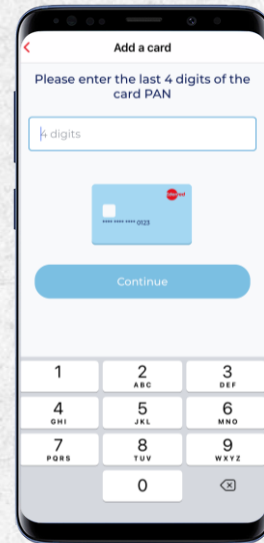 Add a card
Please enter the last 4 digits of the
card PAN
4 digits
**** **** **** 0123
Continue
1
2
ABC
3
DEF
4
GHI
5
JKL
6
MNO
7
PQRS
8
TUV
9
WXYZ
0